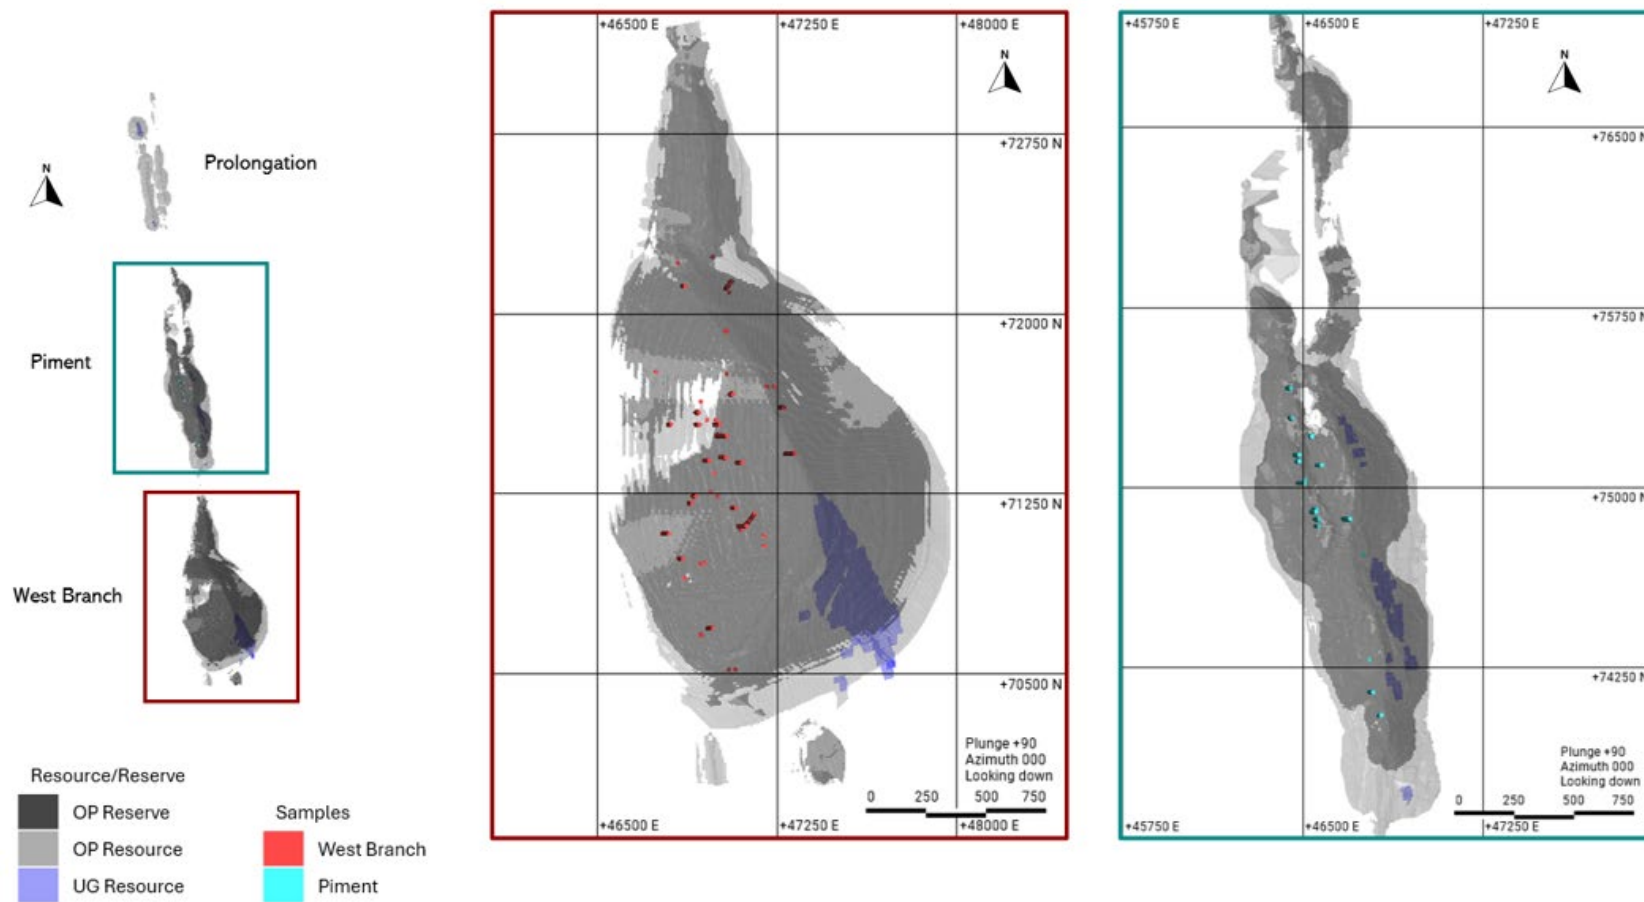 N
Prolongation
Piment
West Branch
Resource/Reserve
OP Reserve
OP Resource
UG Resource
Samples
West Branch
Piment
+46500 E
+47250 E
+48000 E
N
+72750 N
+72000 N
+71250 N
+70500 N
Plunge +90
Azimuth 000
Looking down
0 250 500 750
+46500 E
+47250 E
+48000 E
+45750 E
+46500 E
+47250 E
N
+76500 N
+75750 N
+75000 N
+74250 N
Plunge +90
Azimuth 000
Looking down
0 250 500 750
+45750 E
+46500 E
+47250 E